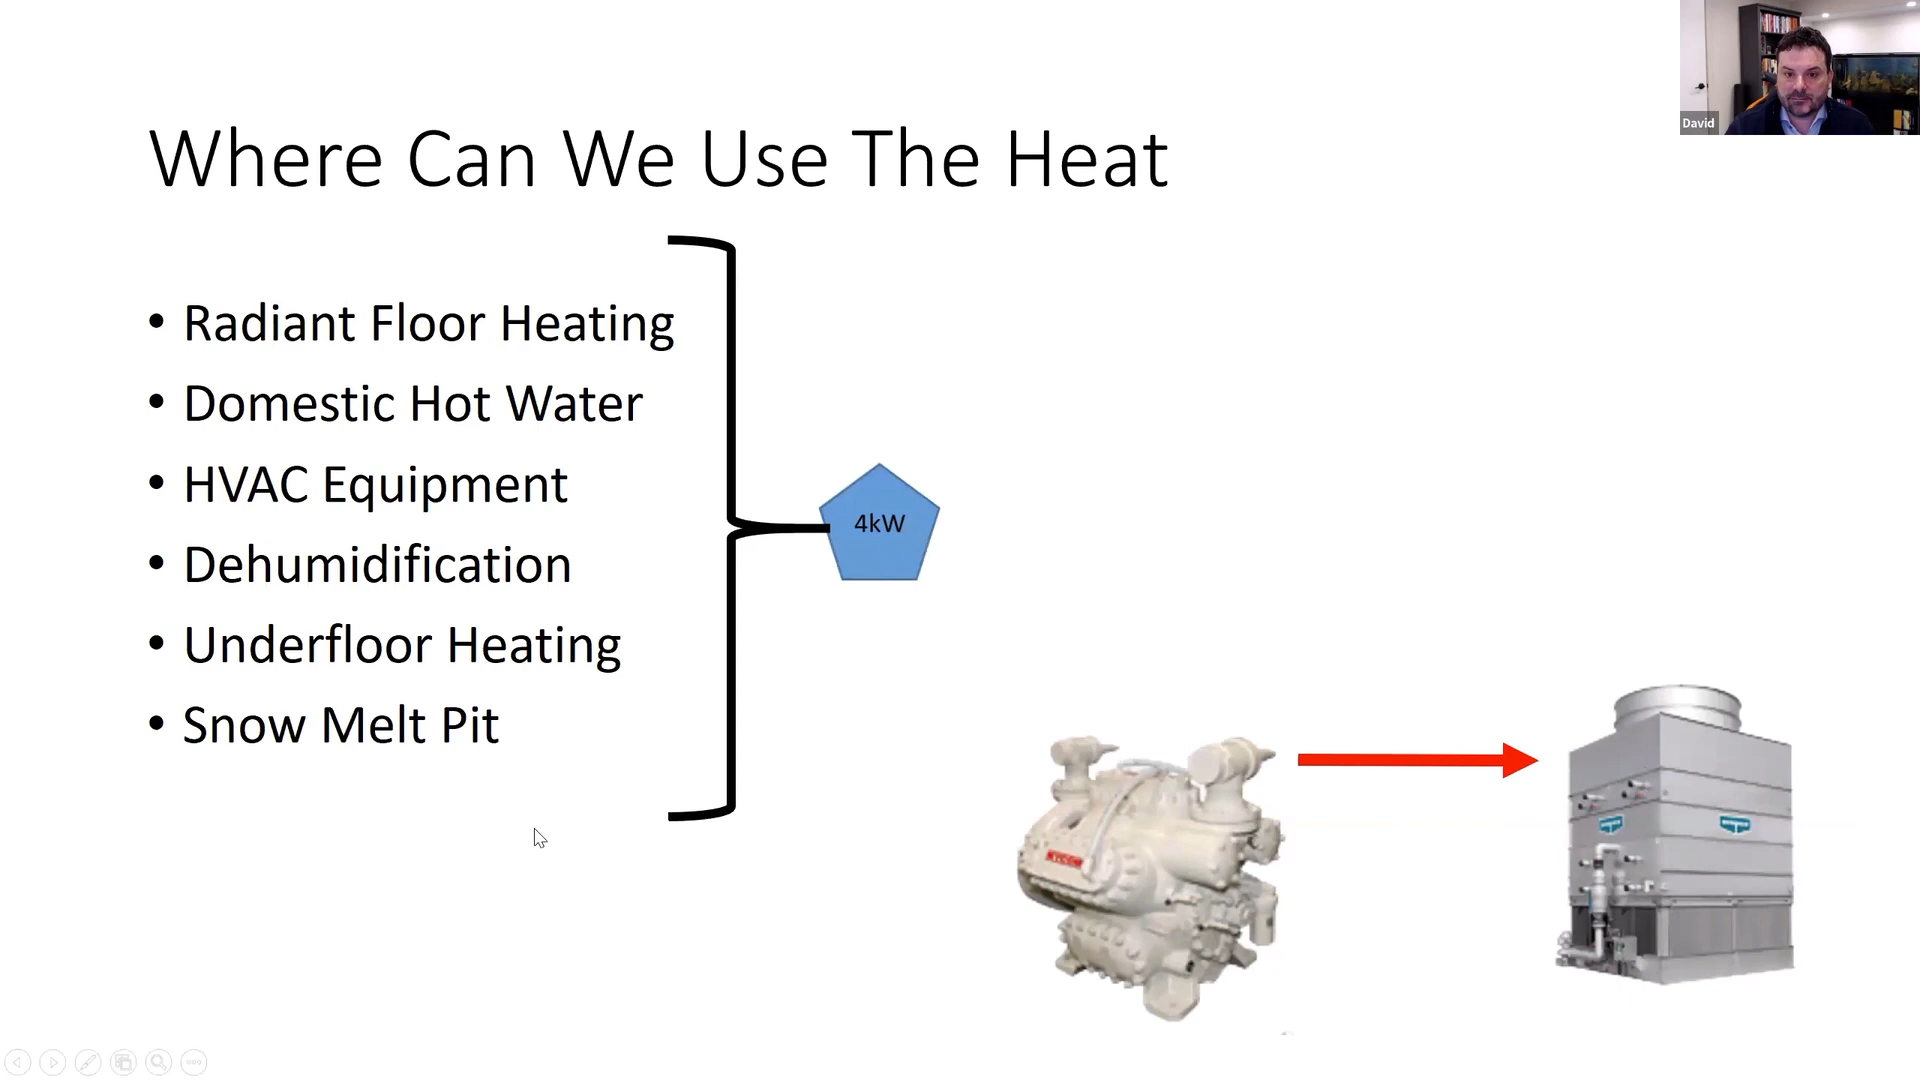 David
Where Can We Use The Heat
• Radiant Floor Heating
• Domestic Hot Water
• HVAC Equipment
• Dehumidification
• Underfloor Heating
• Snow Melt Pit
4kW
MYCOM